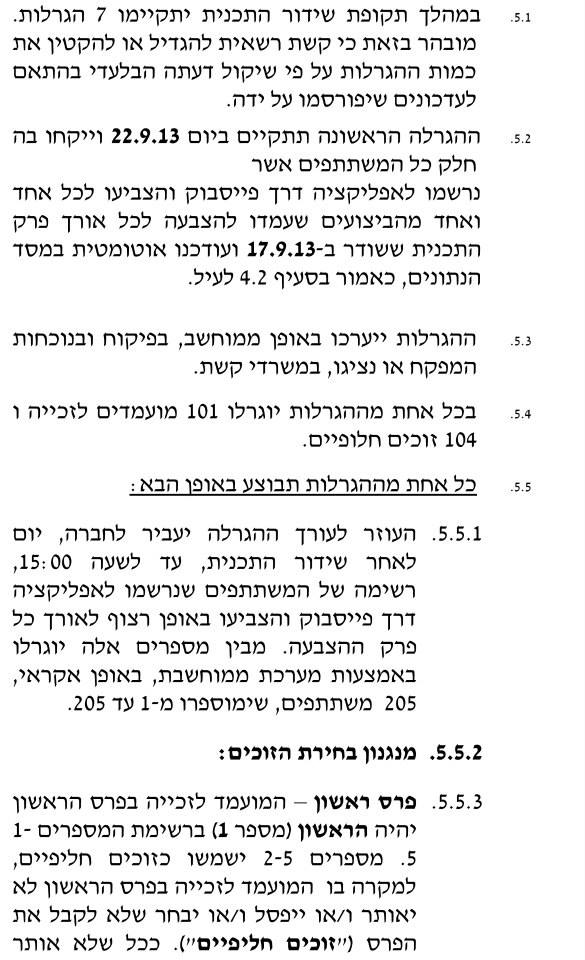 5.1. במהלך תקופת שידור התכנית יתקיימו 7 הגרלות.
מובהר בזאת כי קשת רשאית להגדיל או להקטין את
כמות ההגרלות על פי שיקול דעתה הבלעדי בהתאם
לעדכונים שיפורסמו על ידה.
5.2. ההגרלה הראשונה תתקיים ביום 22.9.13 וייקחו בה
חלק כל המשתתפים אשר
נרשמו לאפליקציה דרך פייסבוק והצביעו לכל אחד
ואחד מהביצועים שעמדו להצבעה לכל אורך פרק
התכנית ששודר ב-17.9.13 ועודכנו אוטומטית במסד
הנתונים, כאמור בסעיף 4.2 לעיל.
5.3. ההגרלות ייערכו באופן ממוחשב, בפיקוח ובנוכחות
המפקח או נציגו, במשרדי קשת.
5.4. בכל אחת מההגרלות יוגרלו 101 מועמדים לזכייה ו
104 זוכים חלופיים.
5.5. כל אחת מההגרלות תבוצע באופן הבא:
5.5.1. העוזר לעורך ההגרלה יעביר לחברה, יום
לאחר שידור התכנית, עד לשעה 15:00,
רשימה של המשתתפים שנרשמו לאפליקציה
דרך פייסבוק והצביעו באופן רצוף לאורך כל
פרק ההצבעה. מבין מספרים אלה יוגרלו
באמצעות מערכת ממוחשבת, באופן אקראי,
205 משתתפים, שימוספרו מ-1 עד 205.
5.5.2. מנגנון בחירת הזוכים:
5.5.3. פרס ראשון – המועמד לזכייה בפרס הראשון
יהיה הראשון (מספר 1) ברשימת המספרים 1-
5. מספרים 2-5 ישמשו כזוכים חליפיים,
למקרה בו המועמד לזכייה בפרס הראשון לא
יאותר ו/או ייפסל ו/או יבחר שלא לקבל את
הפרס ("זוכים חליפיים"). ככל שלא אותר